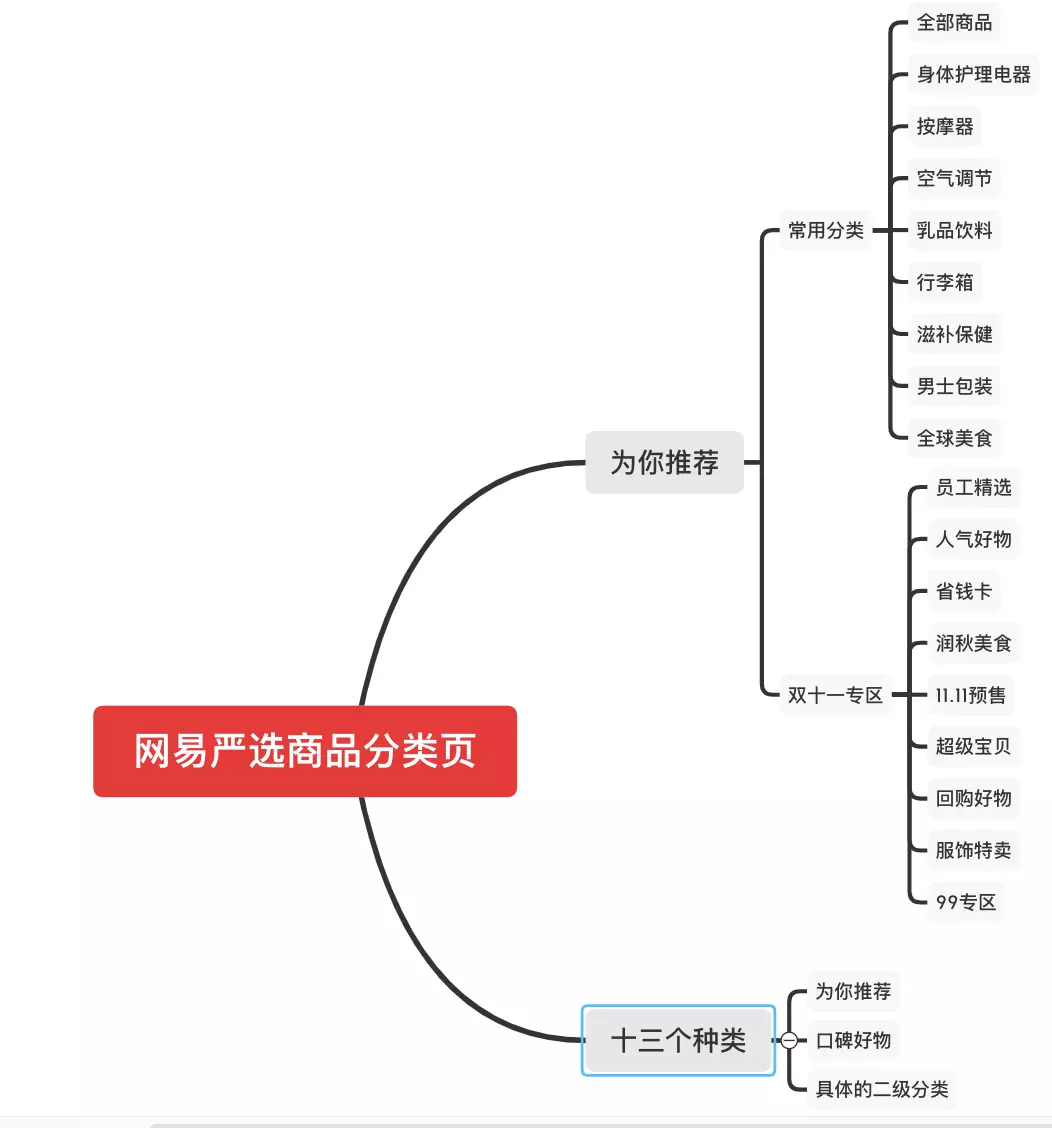 网易严选商品分类页
为你推荐
常用分类
全部商品
身体护理电器
按摩器
空气调节
乳品饮料
行李箱
滋补保健
男士包装
全球美食
双十一专区
员工精选
人气好物
省钱卡
润秋美食
11.11预售
超级宝贝
回购好物
服饰特卖
99专区
十三个种类
为你推荐
口碑好物
具体的二级分类